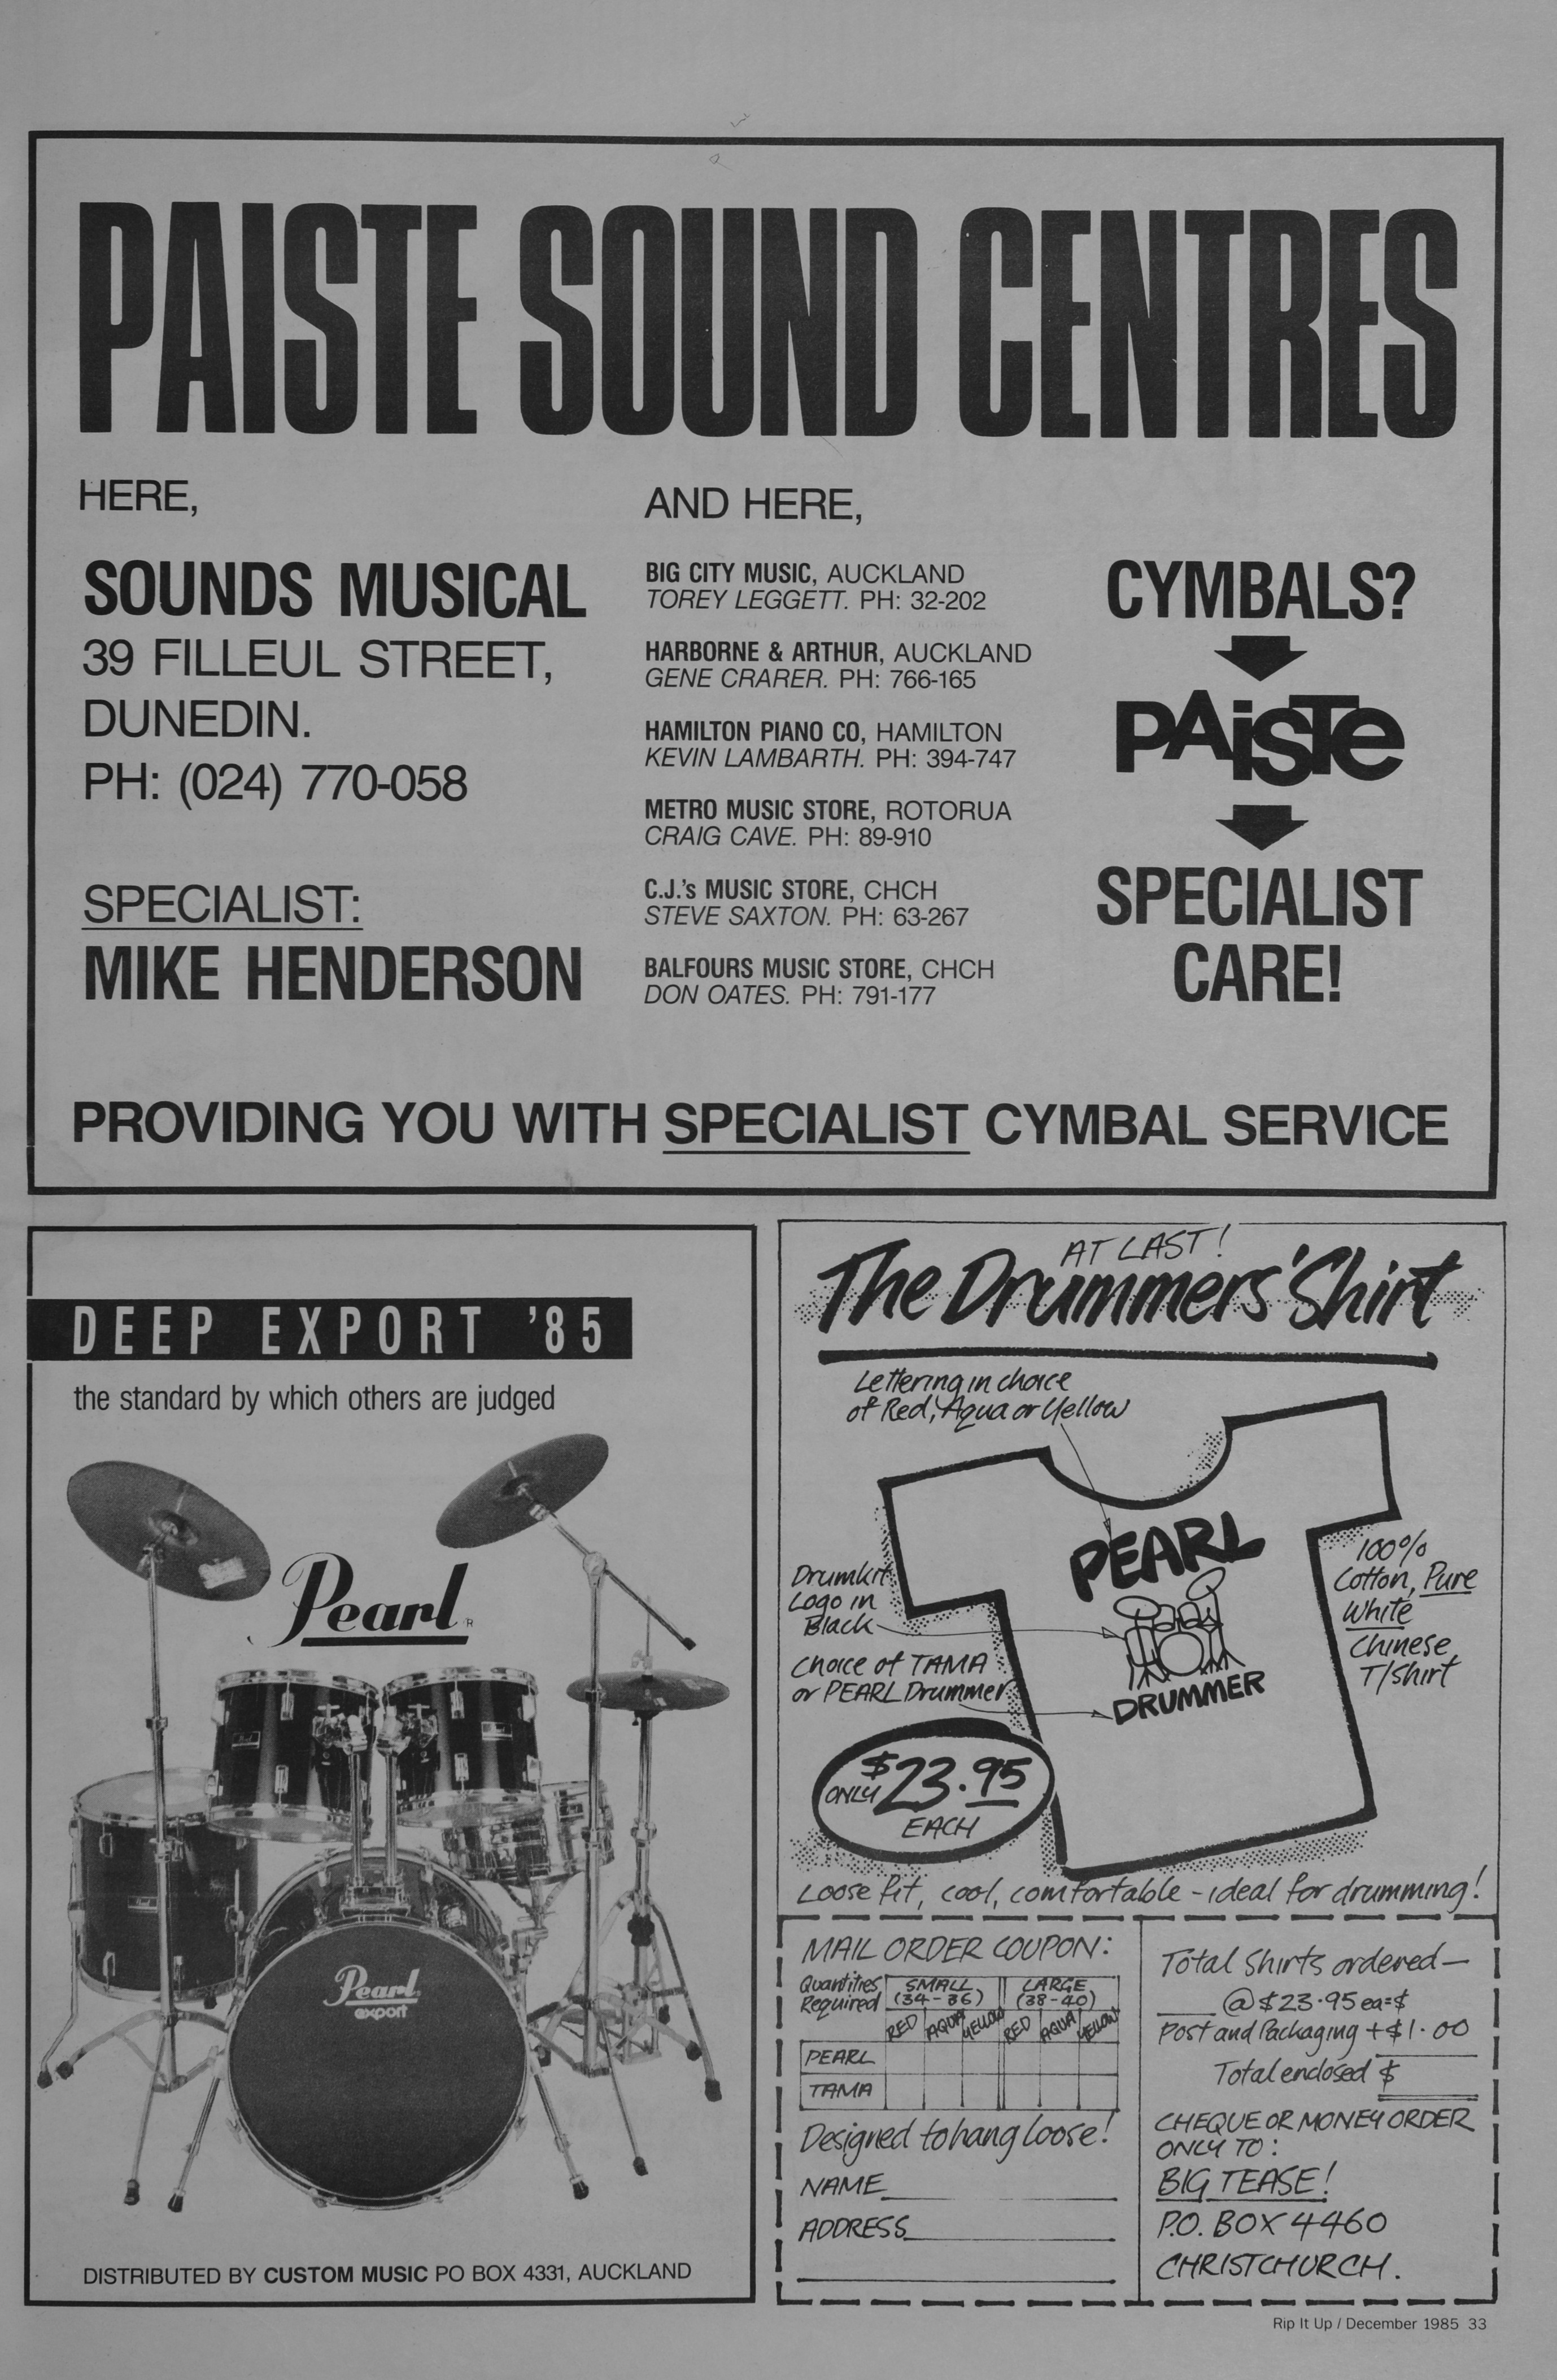 PAISTE SOUND CENTRES
HERE,
SOUNDS MUSICAL
39 FILLEUL STREET,
DUNEDIN.
PH: (024) 770-058
SPECIALIST:
MIKE HENDERSON
AND HERE,
BIG CITY MUSIC, AUCKLAND
TOREY LEGGETT. PH: 32-202
HARBORNE & ARTHUR, AUCKLAND
GENE CRARER. PH: 766-165
HAMILTON PIANO CO, HAMILTON
KEVIN LAMBARTH. PH: 394-747
METRO MUSIC STORE, ROTORUA
CRAIG CAVE. PH: 89-910
C.J.'s MUSIC STORE, CHCH
STEVE SAXTON. PH: 63-267
BALFOURS MUSIC STORE, CHCH
DON OATES. PH: 791-177
CYMBALS?
PAiSTe
SPECIALIST
CARE!
PROVIDING YOU WITH SPECIALIST CYMBAL SERVICE
DEEP EXPORT '85
the standard by which others are judged
Pearl
Pearl
export
DISTRIBUTED BY CUSTOM MUSIC PO BOX 4331, AUCKLAND
AT LAST!
The Drummers' Shirt
Lettering in choice
of Red, Aqua or Yellow
PEARL
DRUMMER
Drumkit
Logo in
Black
Choice of TAMA
or PEARL Drummer
100%
Cotton, Pure
White
Chinese
T/Shirt
ONLY $23.95
EACH
Loose fit, cool, comfortable - ideal for drumming!
MAIL ORDER COUPON:
Quantities Required
SMALL (34-36) LARGE (38-40)
RED AQUA YELLOW RED AQUA YELLOW
PEARL
TAMA
Designed to hang loose!
NAME
ADDRESS
Total Shirts ordered—
@ $23.95 ea=$
Post and Packaging + $1.00
Total enclosed $
CHEQUE OR MONEY ORDER
ONLY TO:
BIG TEASE!
P.O. BOX 4460
CHRISTCHURCH.
Rip It Up / December 1985 33